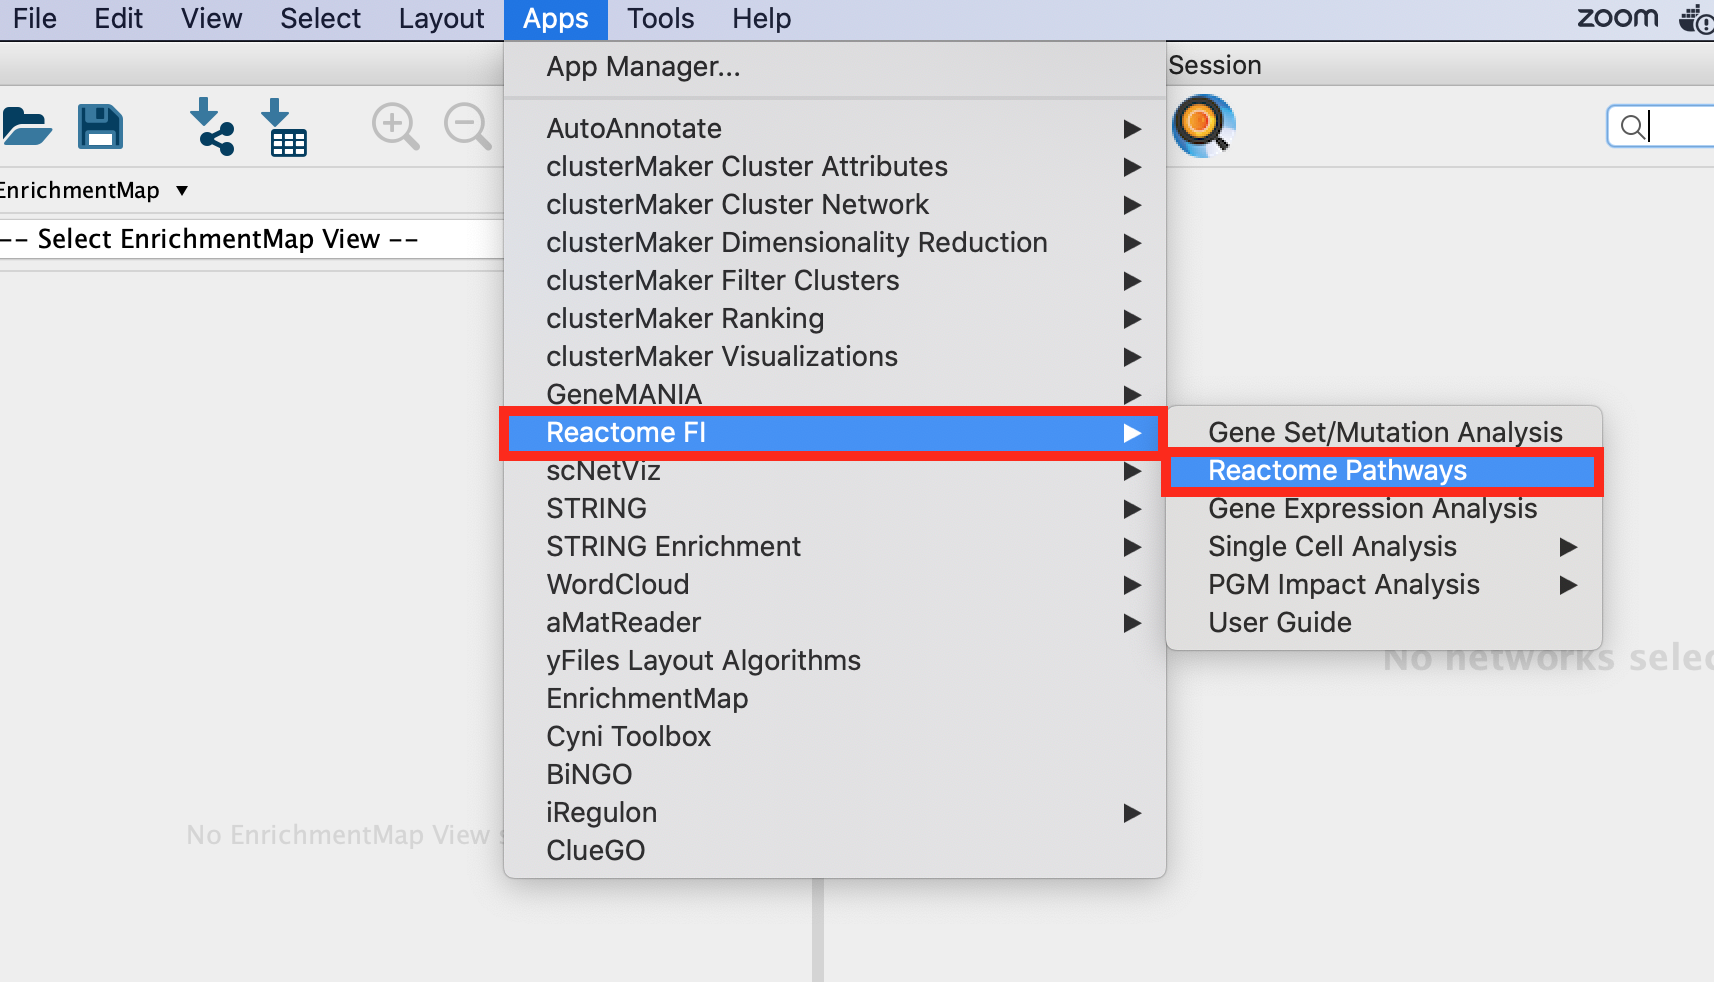 File Edit View Select Layout Apps Tools Help zoom
Session
App Manager...
EnrichmentMap
-- Select EnrichmentMap View --
AutoAnnotate
clusterMaker Cluster Attributes
clusterMaker Cluster Network
clusterMaker Dimensionality Reduction
clusterMaker Filter Clusters
clusterMaker Ranking
clusterMaker Visualizations
GeneMANIA
Reactome FI
scNetViz
STRING
STRING Enrichment
WordCloud
aMatReader
yFiles Layout Algorithms
EnrichmentMap
Cyni Toolbox
BiNGO
iRegulon
ClueGO
Gene Set/Mutation Analysis
Reactome Pathways
Gene Expression Analysis
Single Cell Analysis
PGM Impact Analysis
User Guide
No networks selec
No EnrichmentMap View s